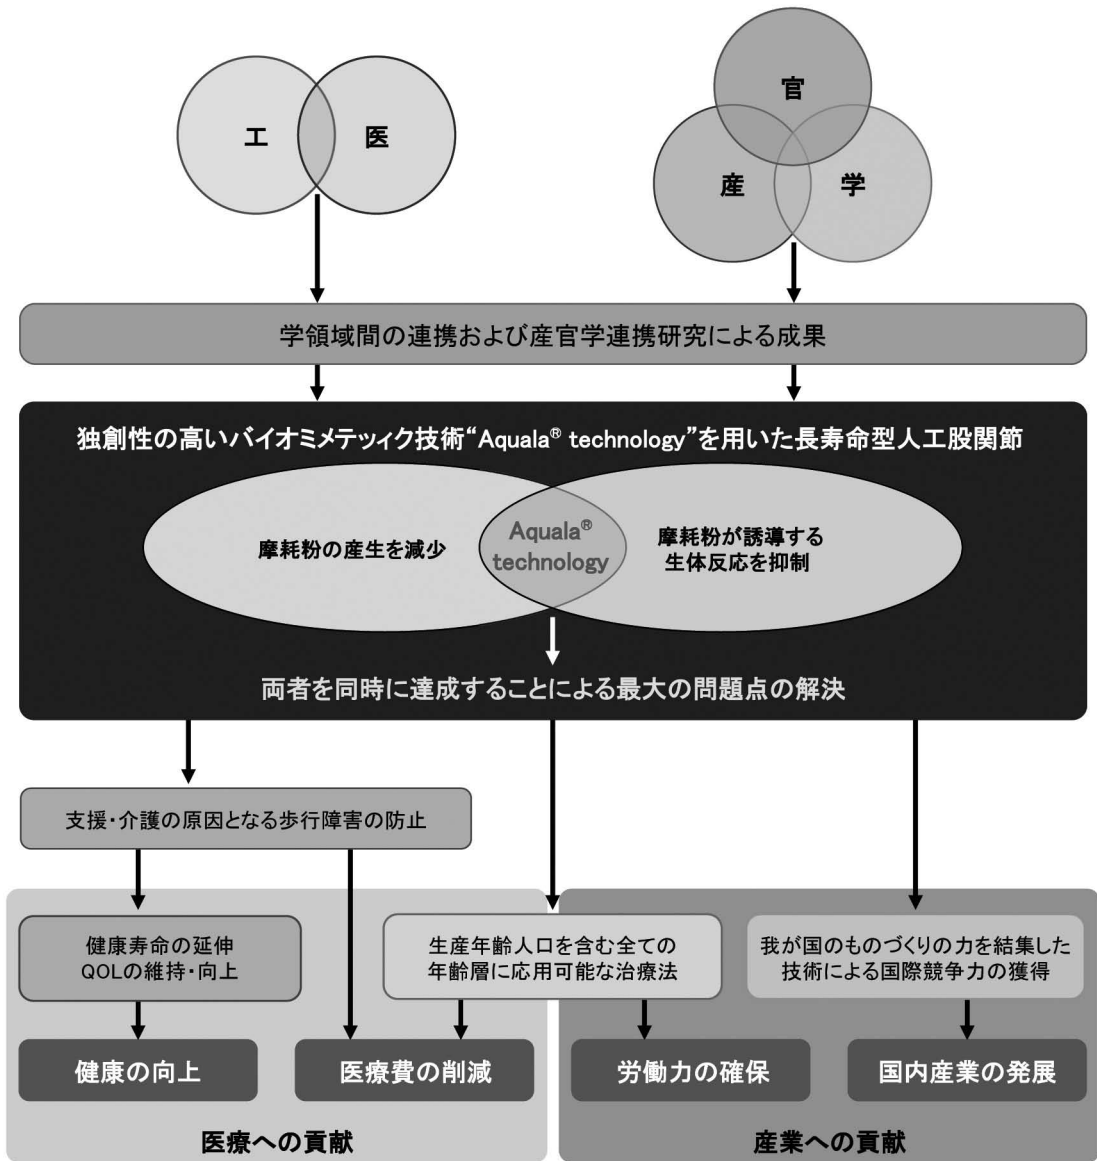 工
医
官
産
学
学領域間の連携および産官学連携研究による成果
独創性の高いバイオミメティック技術“Aquala® technology”を用いた長寿命型人工股関節
摩耗粉の産生を減少
Aquala®
technology
摩耗粉が誘導する
生体反応を抑制
両者を同時に達成することによる最大の問題点の解決
支援・介護の原因となる歩行障害の防止
健康寿命の延伸
QOLの維持・向上
生産年齢人口を含む全ての
年齢層に応用可能な治療法
我が国のものづくりの力を結集した
技術による国際競争力の獲得
健康の向上
医療費の削減
労働力の確保
国内産業の発展
医療への貢献
産業への貢献